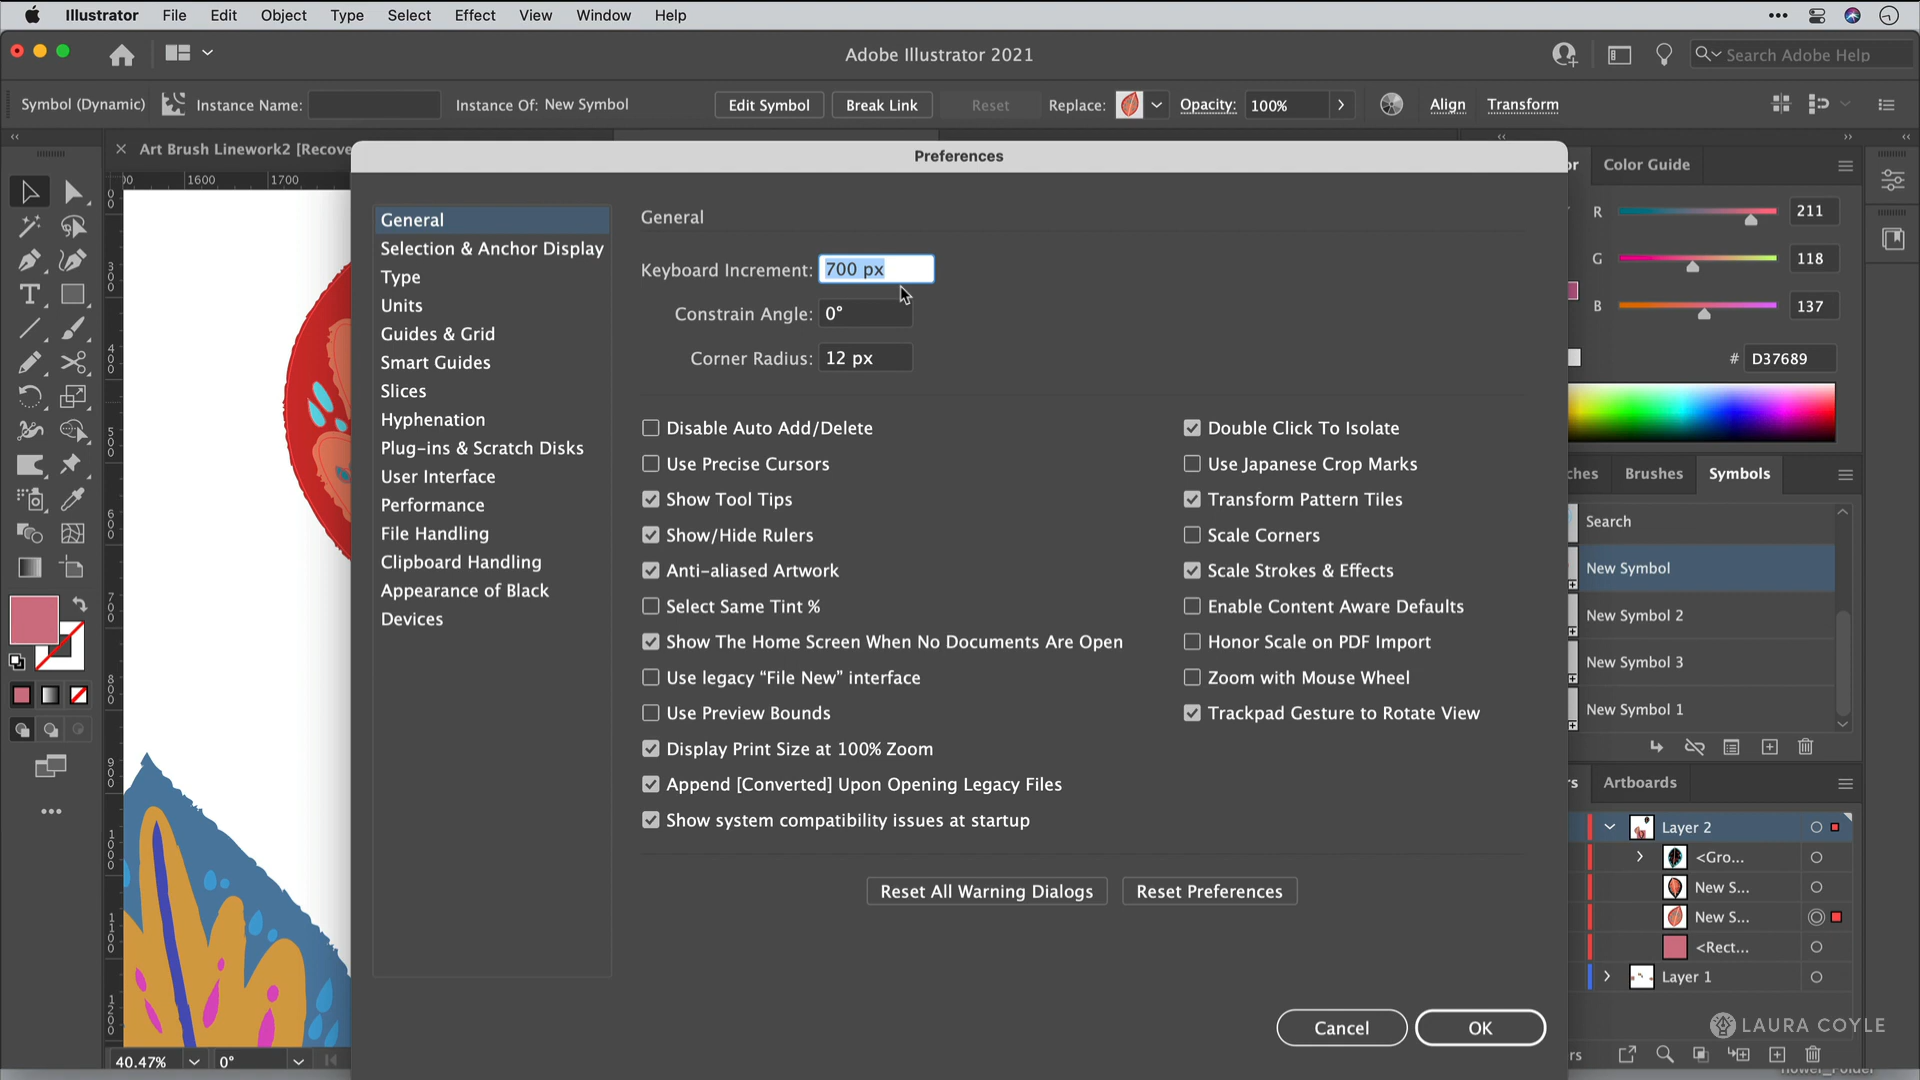 Illustrator File Edit Object Type Select Effect View Window Help
Adobe Illustrator 2021
Search Adobe Help
Symbol (Dynamic) Instance Name: Instance Of: New Symbol Edit Symbol Break Link Reset Replace: Opacity: 100% Align Transform
Art Brush Linework2 [Recove
1600 1700
Preferences
General
Selection & Anchor Display
Type
Units
Guides & Grid
Smart Guides
Slices
Hyphenation
Plug-ins & Scratch Disks
User Interface
Performance
File Handling
Clipboard Handling
Appearance of Black
Devices
General
Keyboard Increment: 700 px
Constrain Angle: 0°
Corner Radius: 12 px
Disable Auto Add/Delete
Use Precise Cursors
Show Tool Tips
Show/Hide Rulers
Anti-aliased Artwork
Select Same Tint %
Show The Home Screen When No Documents Are Open
Use legacy “File New” interface
Use Preview Bounds
Display Print Size at 100% Zoom
Append [Converted] Upon Opening Legacy Files
Show system compatibility issues at startup
Double Click To Isolate
Use Japanese Crop Marks
Transform Pattern Tiles
Scale Corners
Scale Strokes & Effects
Enable Content Aware Defaults
Honor Scale on PDF Import
Zoom with Mouse Wheel
Trackpad Gesture to Rotate View
Reset All Warning Dialogs Reset Preferences
Cancel OK
or Color Guide
R 211
G 118
B 137
# D37689
ches Brushes Symbols
Search
New Symbol
New Symbol 2
New Symbol 3
New Symbol 1
rs Artboards
Layer 2
<Gro...
New S...
New S...
<Rect...
Layer 1
LAURA COYLE
40.47% 0°
rs